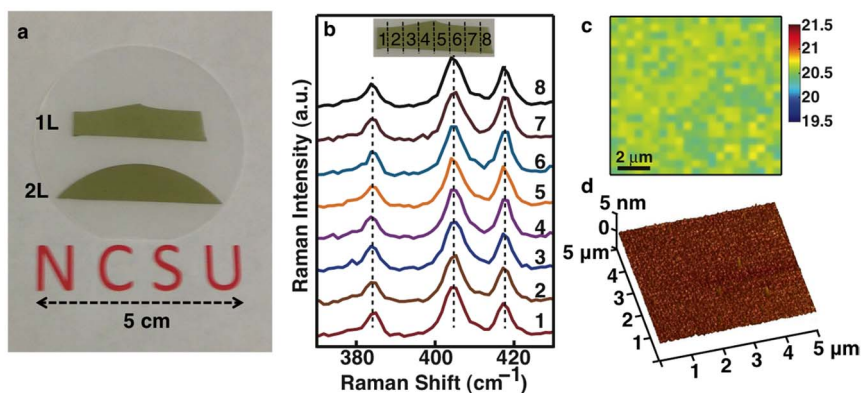 a
1L
2L
N C S U
5 cm
b
1 2 3 4 5 6 7 8
Raman Intensity (a.u.)
8
7
6
5
4
3
2
1
380 400 420
Raman Shift (cm⁻¹)
c
2 μm
21.5
21.0
20.5
20.0
19.5
d
5 nm
0
5 μm
4
3
2
1
1 2 3 4 5 μm